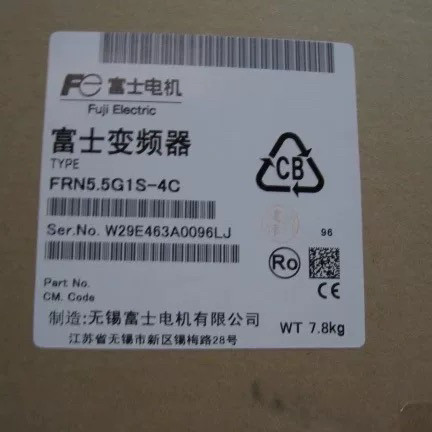 Fe 富士电机
Fuji Electric
富士变频器
TYPE
FRN5.5G1S-4C
Ser.No. W29E463A0096LJ
CB
96
Ro
Part No.
CM. Code
CE
制造:无锡富士电机有限公司
江苏省无锡市新区锡梅路28号
WT 7.8kg